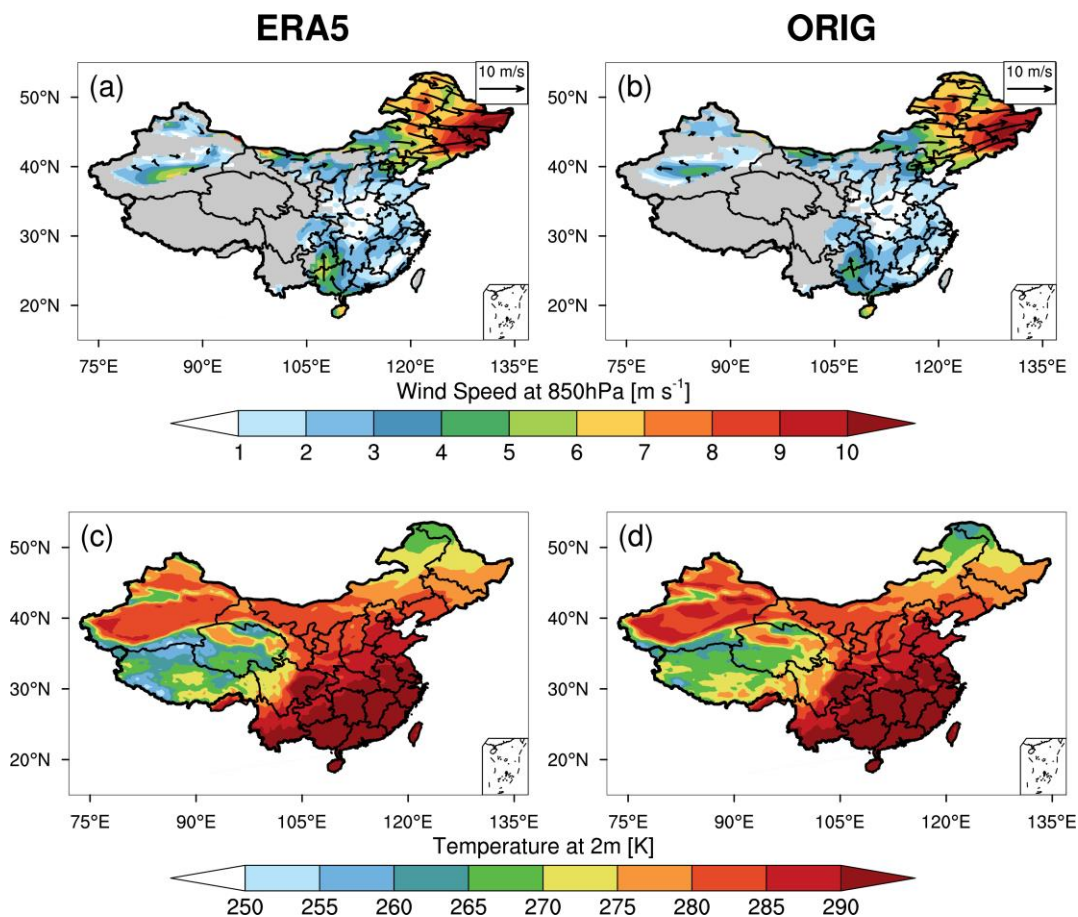 ERA5 ORIG
(a) 10 m/s (b) 10 m/s
50°N 50°N
40°N 40°N
30°N 30°N
20°N 20°N
75°E 90°E 105°E 120°E 135°E 75°E 90°E 105°E 120°E 135°E
Wind Speed at 850hPa [m s⁻¹]
1 2 3 4 5 6 7 8 9 10
(c) (d)
50°N 50°N
40°N 40°N
30°N 30°N
20°N 20°N
75°E 90°E 105°E 120°E 135°E 75°E 90°E 105°E 120°E 135°E
Temperature at 2m [K]
250 255 260 265 270 275 280 285 290